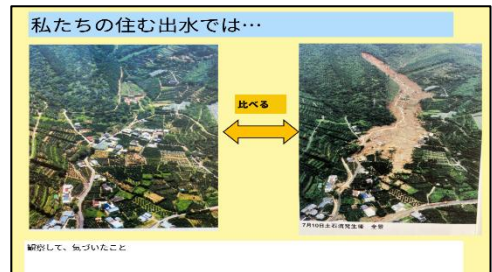 私たちの住む出水では…
比べる
7月10日土石流発生後　全景
観察して、気づいたこと